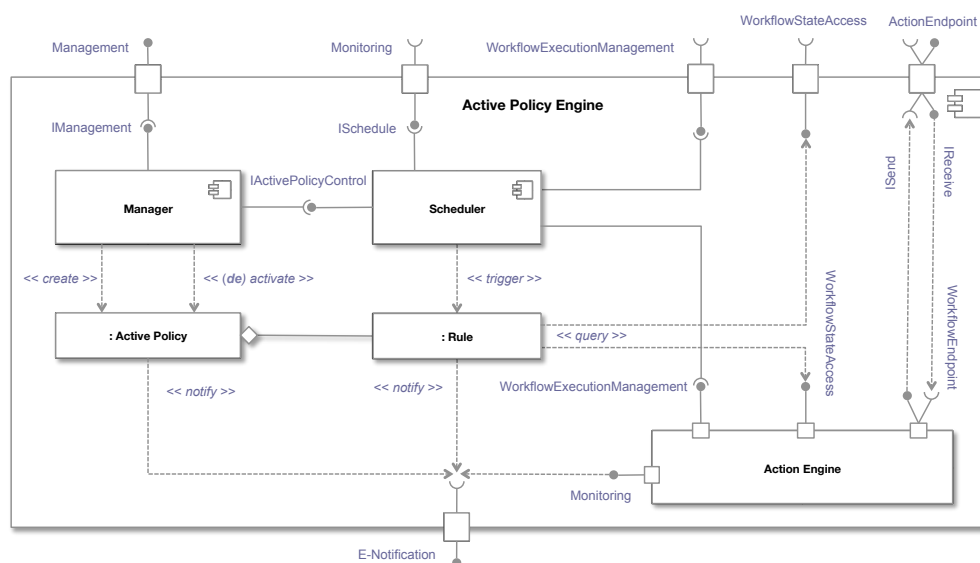 WorkflowStateAccess
ActionEndpoint
Management
Monitoring
WorkflowExecutionManagement
Active Policy Engine
IManagement
ISchedule
ISend
IReceive
IActivePolicyControl
Manager
Scheduler
<< create >>
<< (de) activate >>
<< trigger >>
WorkflowStateAccess
WorkflowEndpoint
: Active Policy
: Rule
<< query >>
<< notify >>
<< notify >>
WorkflowExecutionManagement
Action Engine
Monitoring
E-Notification